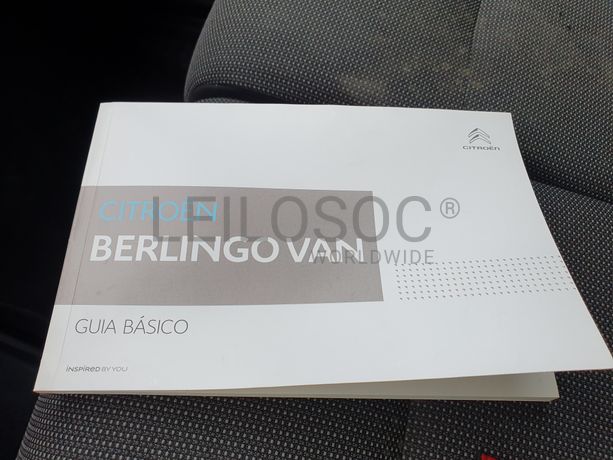 CITROËN
CITROËN
BERLINGO VAN
LEILOSOC®
WORLDWIDE
GUIA BÁSICO
INSPIRED BY YOU